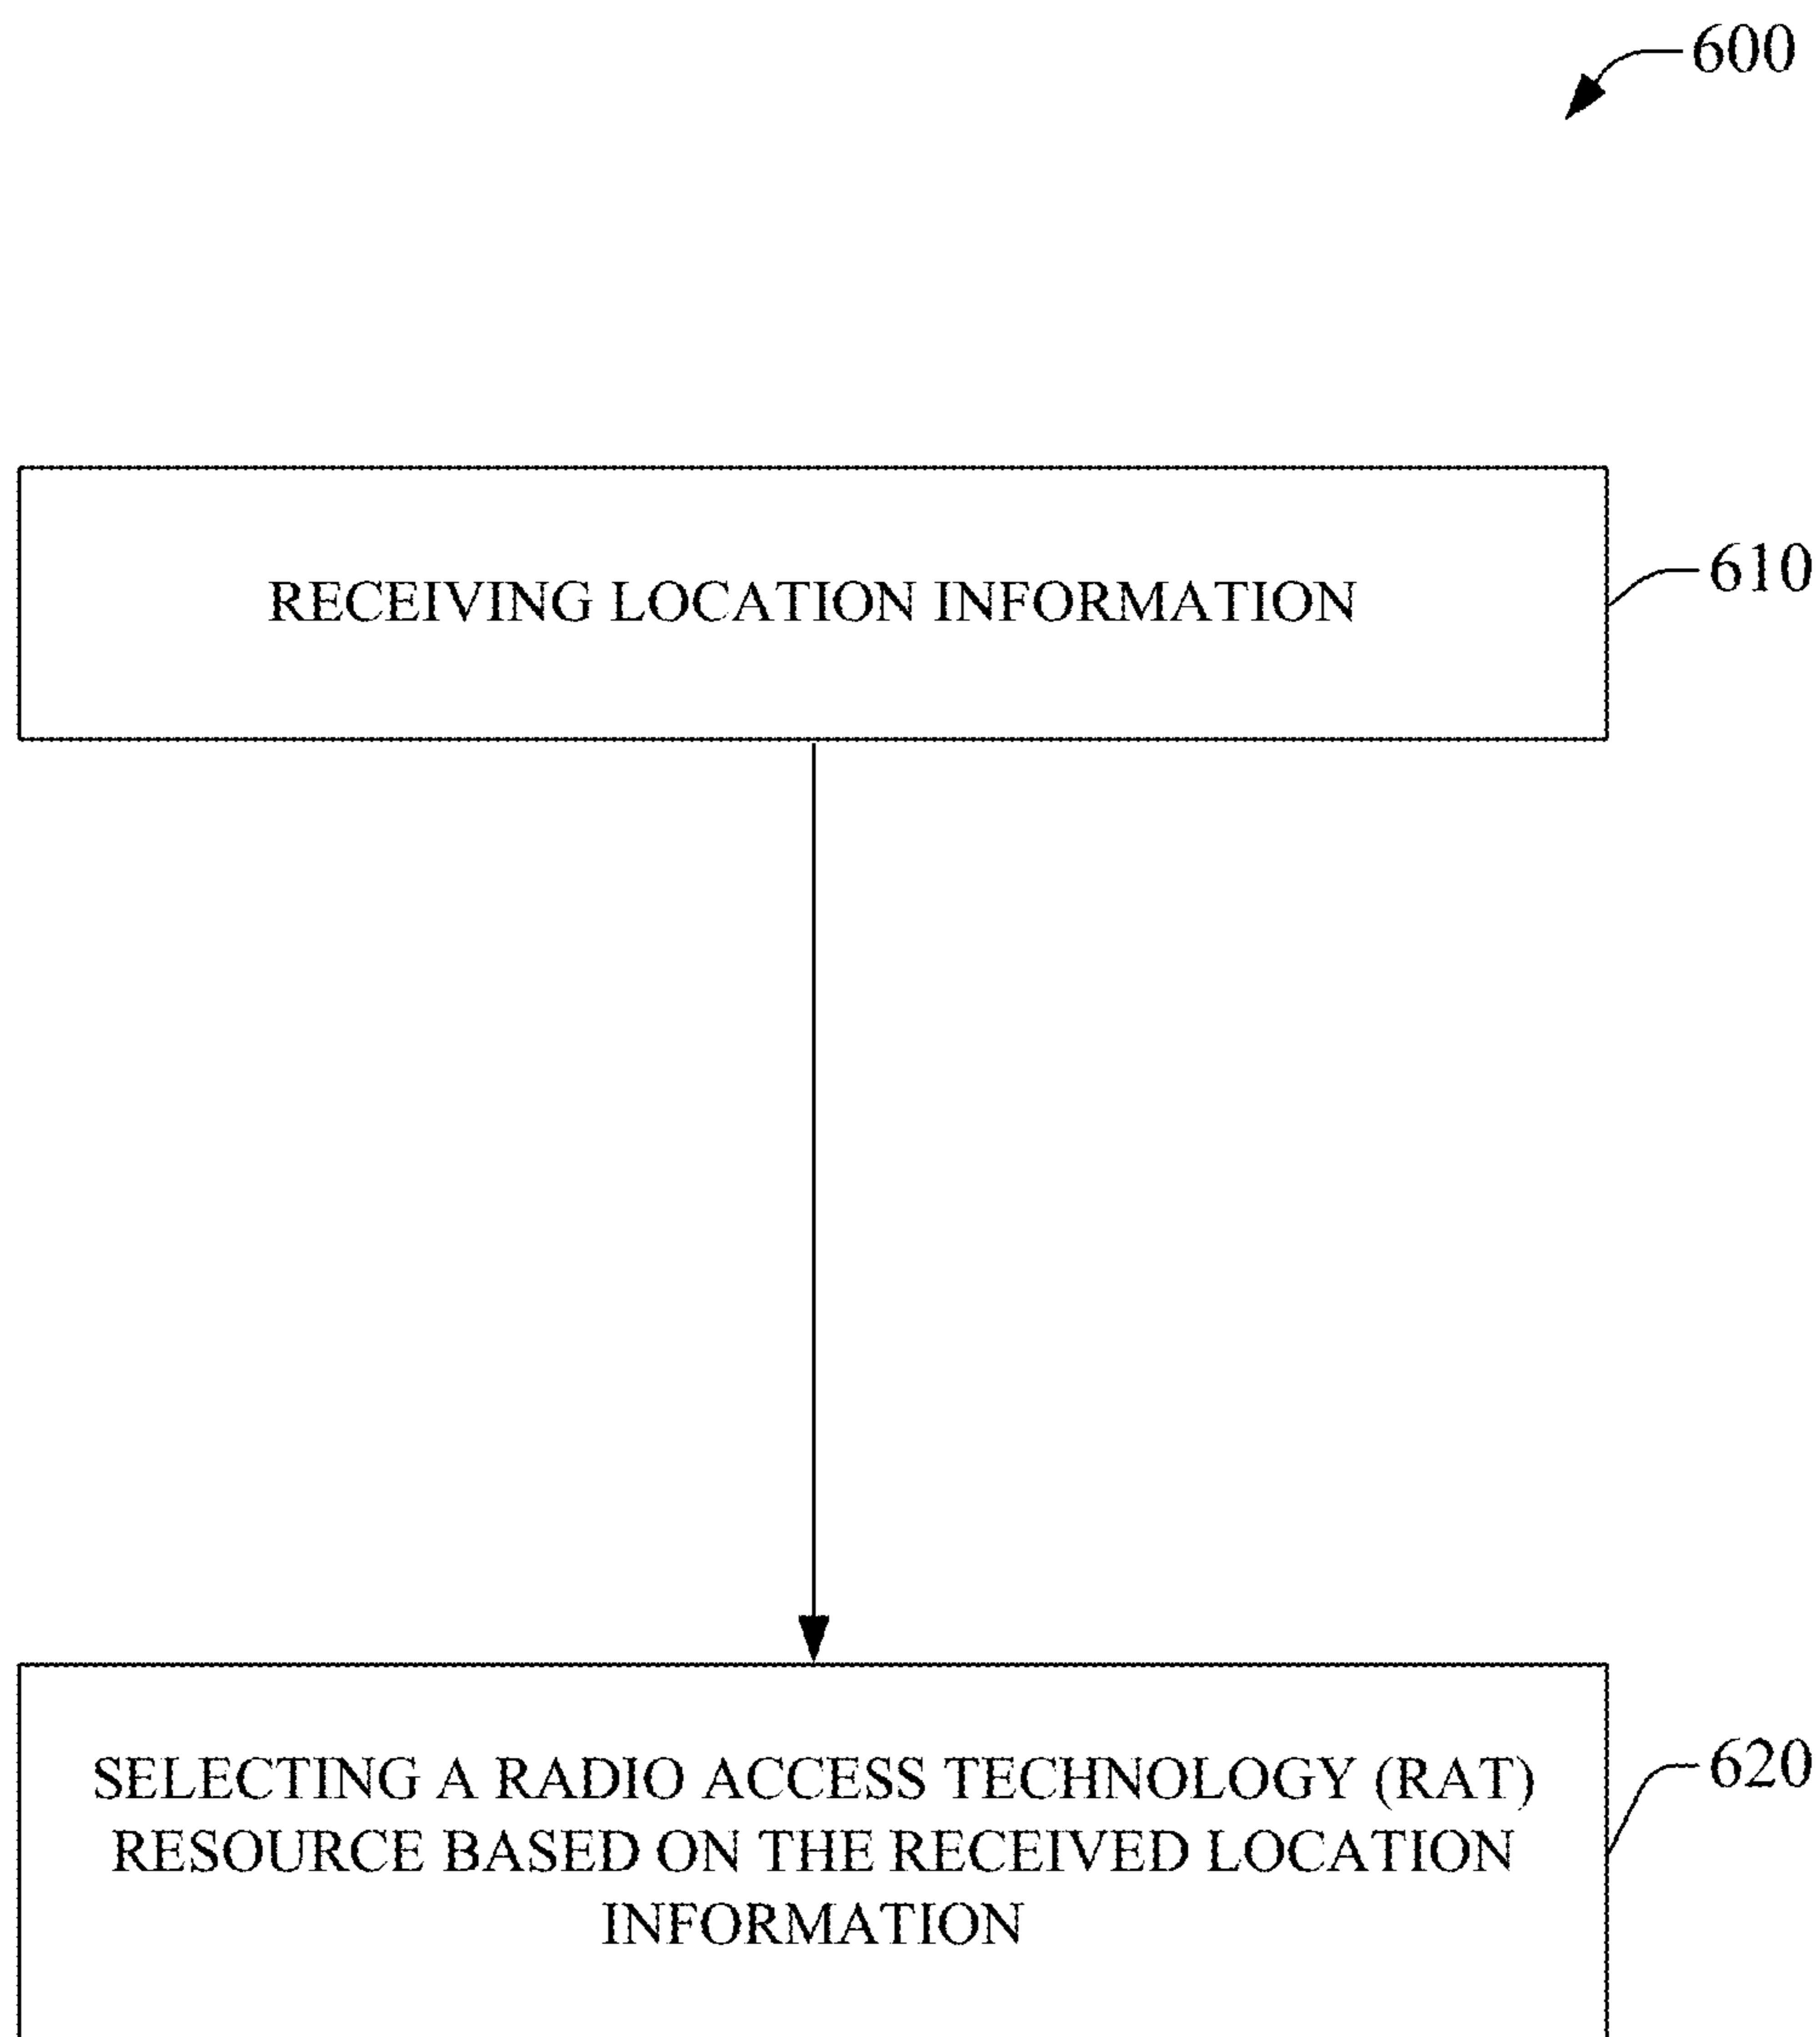 600
RECEIVING LOCATION INFORMATION
610
SELECTING A RADIO ACCESS TECHNOLOGY (RAT)
RESOURCE BASED ON THE RECEIVED LOCATION
INFORMATION
620